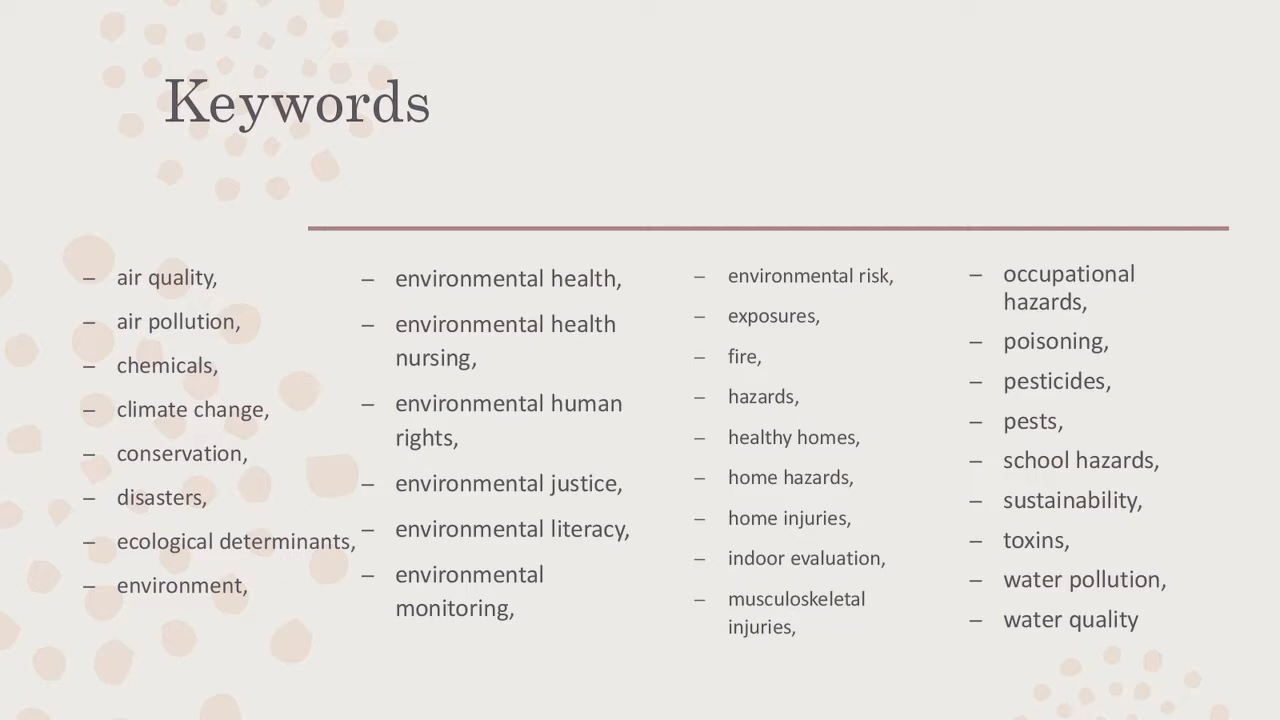 Keywords
– air quality,
– air pollution,
– chemicals,
– climate change,
– conservation,
– disasters,
– ecological determinants,
– environment,
– environmental health,
– environmental health
nursing,
– environmental human
rights,
– environmental justice,
– environmental literacy,
– environmental
monitoring,
– environmental risk,
– exposures,
– fire,
– hazards,
– healthy homes,
– home hazards,
– home injuries,
– indoor evaluation,
– musculoskeletal
injuries,
– occupational
hazards,
– poisoning,
– pesticides,
– pests,
– school hazards,
– sustainability,
– toxins,
– water pollution,
– water quality